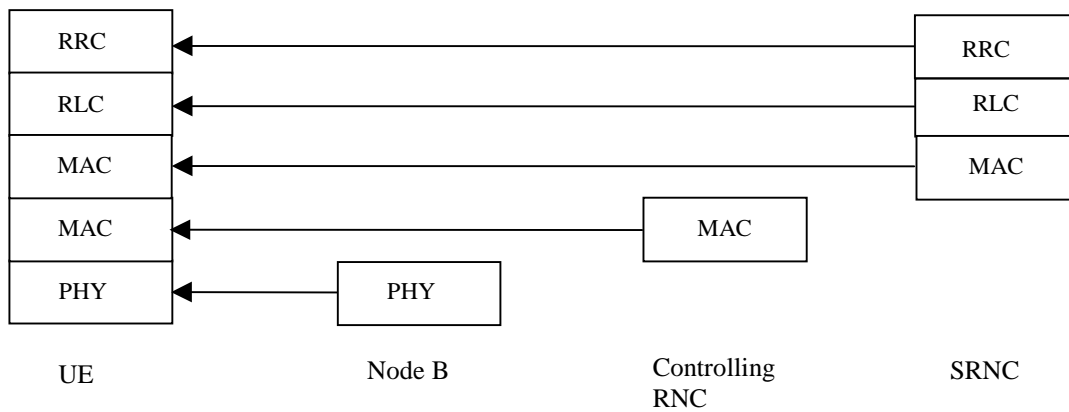 RRC RRC
RLC RLC
MAC MAC
MAC MAC
PHY PHY
UE Node B Controlling RNC SRNC